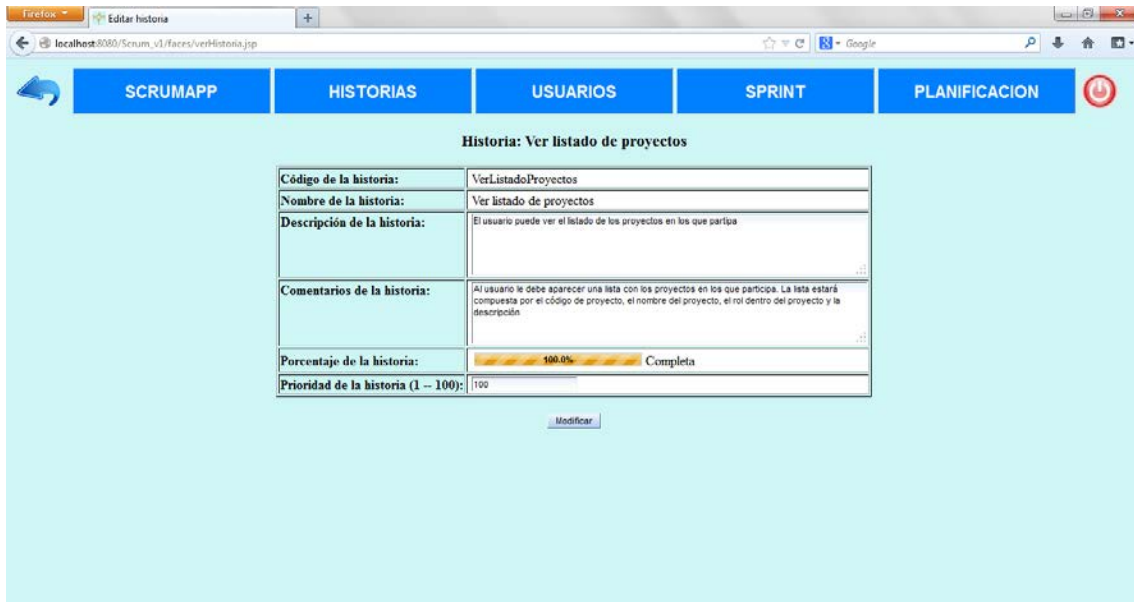 Firefox
Editar historia
localhost:8080/Scrum_v1/faces/verHistoria.jsp
Google
SCRUMAPP
HISTORIAS
USUARIOS
SPRINT
PLANIFICACION
Historia: Ver listado de proyectos
Código de la historia: VerListadoProyectos
Nombre de la historia: Ver listado de proyectos
Descripción de la historia: El usuario puede ver el listado de los proyectos en los que partipa
Comentarios de la historia: Al usuario le debe aparecer una lista con los proyectos en los que participa. La lista estará
compuesta por el código de proyecto, el nombre del proyecto, el rol dentro del proyecto y la
descripción
Porcentaje de la historia: 100.0% Completa
Prioridad de la historia (1 -- 100): 100
Modificar